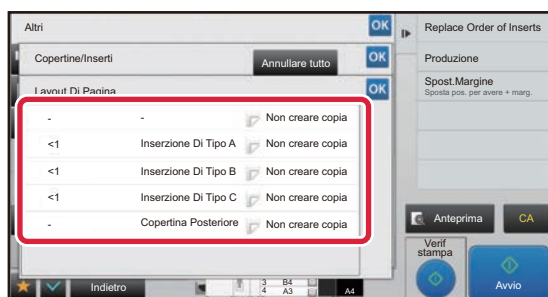 Altri
OK
Replace Order of Inserts
Copertine/Inserti
Annullare tutto
OK
Produzione
Layout Di Pagina
OK
Spost.Margine
Sposta pos. per avere + marg.
- - Non creare copia
<1 Inserzione Di Tipo A Non creare copia
<1 Inserzione Di Tipo B Non creare copia
<1 Inserzione Di Tipo C Non creare copia
- Copertina Posteriore Non creare copia
Anteprima
CA
Verif
stampa
Avvio
Indietro
3 B4
4 A3
A4